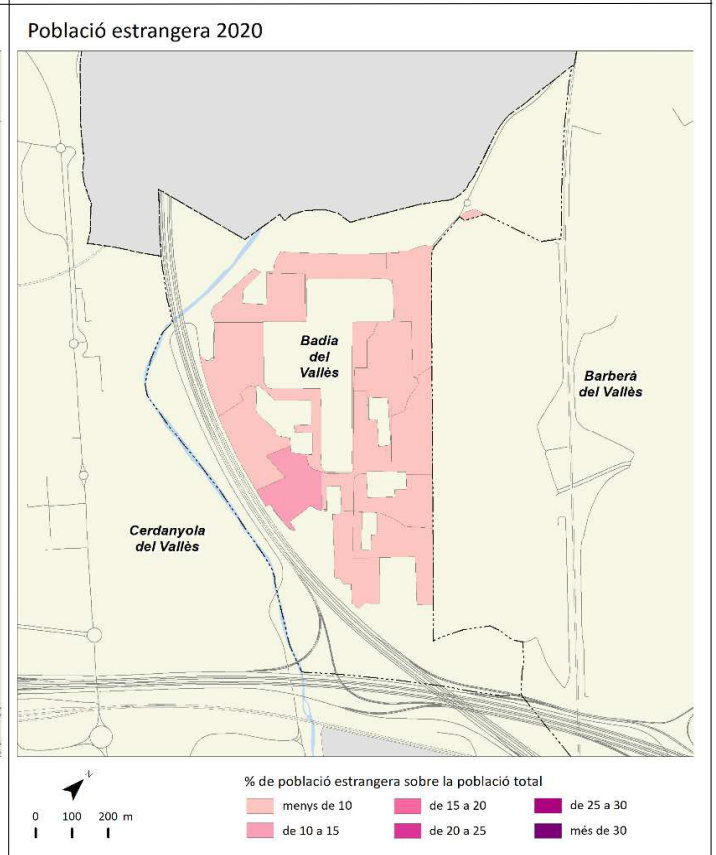 Població estrangera 2020
Badia
del
Vallès
Barberà
del Vallès
Cerdanyola
del Vallès
N
0 100 200 m
% de població estrangera sobre la població total
menys de 10
de 15 a 20
de 25 a 30
de 10 a 15
de 20 a 25
més de 30